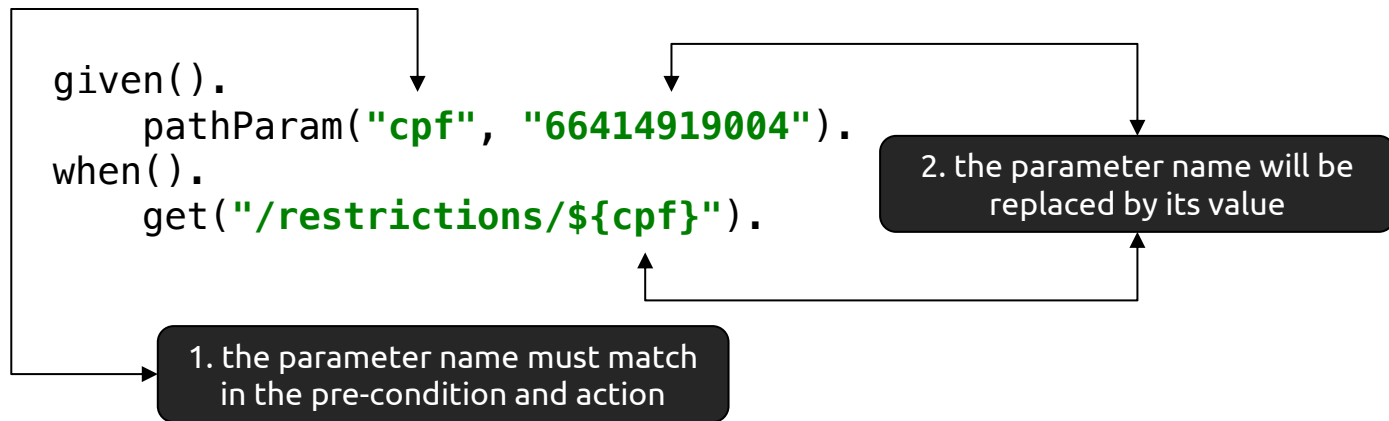 given().
pathParam("cpf", "66414919004").
when().
get("/restrictions/${cpf}").
2. the parameter name will be
replaced by its value
1. the parameter name must match
in the pre-condition and action